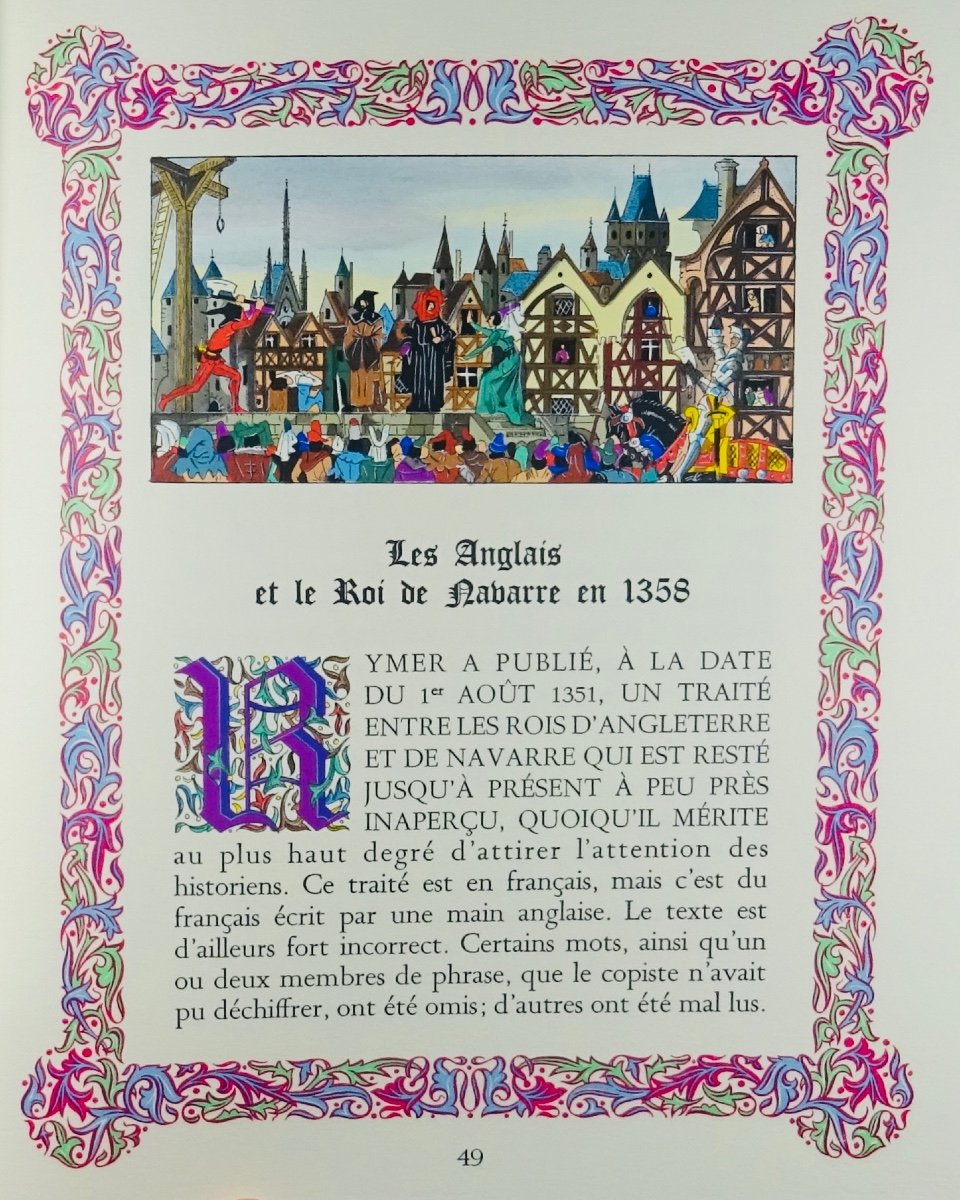 Les Anglais
et le Roi de Navarre en 1358
RYMER A PUBLIÉ, À LA DATE
DU 1er AOÛT 1351, UN TRAITÉ
ENTRE LES ROIS D'ANGLETERRE
ET DE NAVARRE QUI EST RESTÉ
JUSQU'À PRÉSENT À PEU PRÈS
INAPERÇU, QUOIQU'IL MÉRITE
au plus haut degré d'attirer l'attention des
historiens. Ce traité est en français, mais c'est du
français écrit par une main anglaise. Le texte est
d'ailleurs fort incorrect. Certains mots, ainsi qu'un
ou deux membres de phrase, que le copiste n'avait
pu déchiffrer, ont été omis; d'autres ont été mal lus.
49